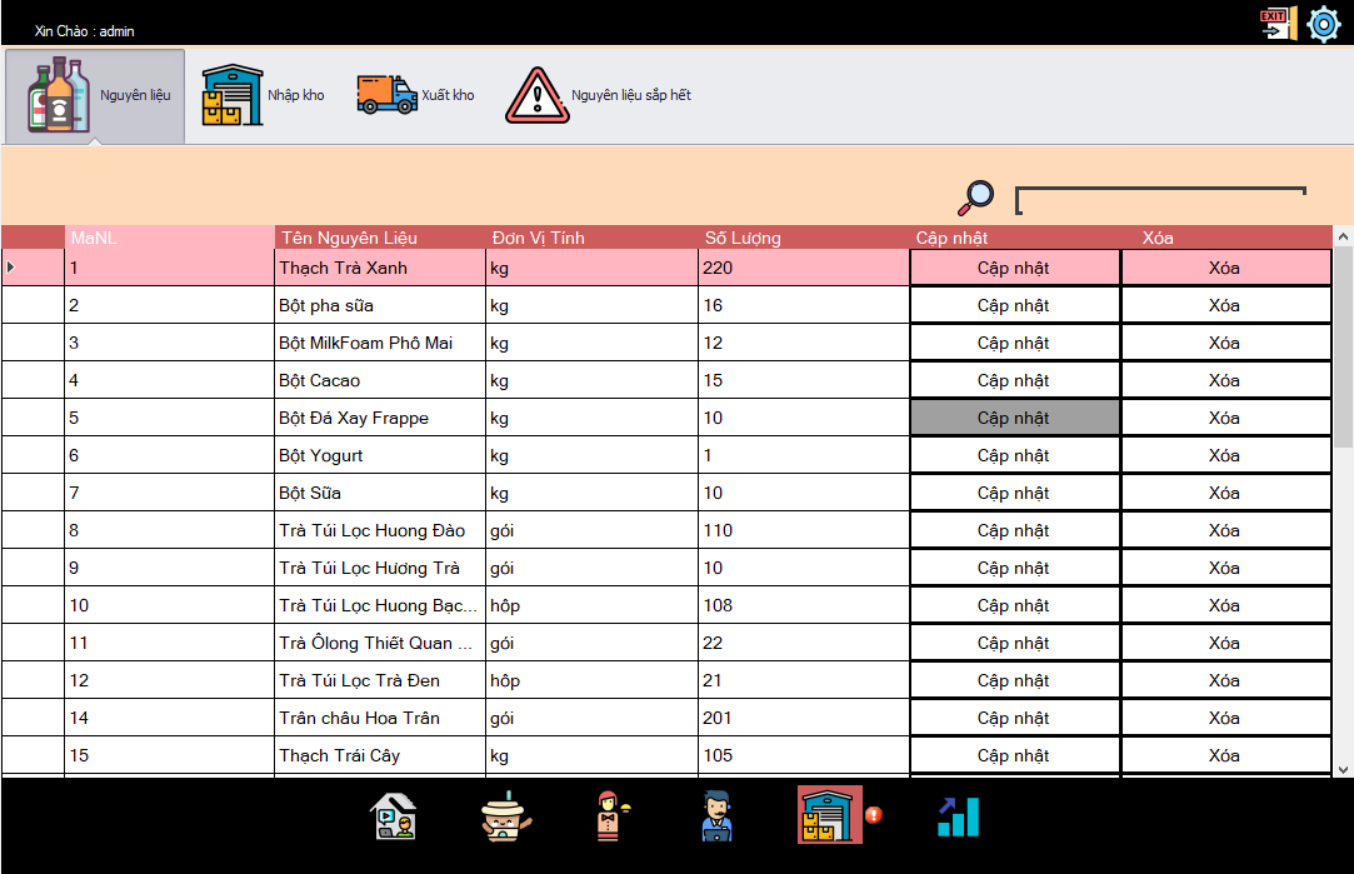 Xin Chào : admin
EXIT
Nguyên liệu Nhập kho Xuất kho Nguyên liệu sắp hết
MaNL Tên Nguyên Liệu Đơn Vị Tính Số Lượng Cập nhật Xóa
1 Thạch Trà Xanh kg 220 Cập nhật Xóa
2 Bột pha sữa kg 16 Cập nhật Xóa
3 Bột MilkFoam Phô Mai kg 12 Cập nhật Xóa
4 Bột Cacao kg 15 Cập nhật Xóa
5 Bột Đá Xay Frappe kg 10 Cập nhật Xóa
6 Bột Yogurt kg 1 Cập nhật Xóa
7 Bột Sữa kg 10 Cập nhật Xóa
8 Trà Túi Lọc Huong Đào gói 110 Cập nhật Xóa
9 Trà Túi Lọc Hương Trà gói 10 Cập nhật Xóa
10 Trà Túi Lọc Huong Bạc... hôp 108 Cập nhật Xóa
11 Trà Ôlong Thiết Quan ... gói 22 Cập nhật Xóa
12 Trà Túi Lọc Trà Đen hôp 21 Cập nhật Xóa
14 Trân châu Hoa Trân gói 201 Cập nhật Xóa
15 Thạch Trái Cây kg 105 Cập nhật Xóa